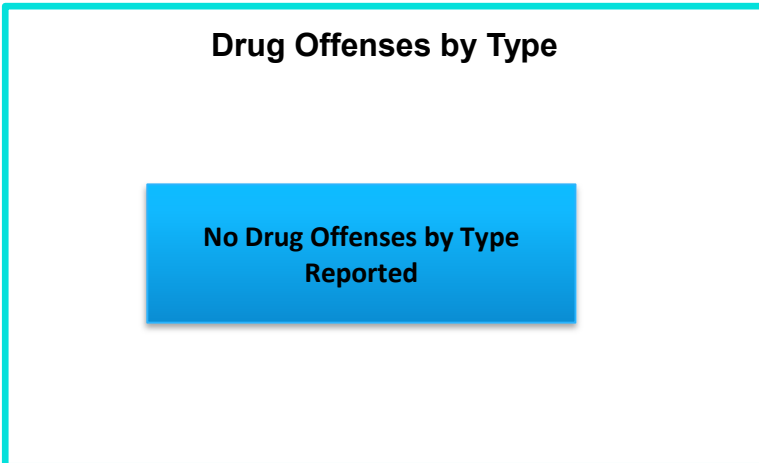 Drug Offenses by Type
No Drug Offenses by Type
Reported